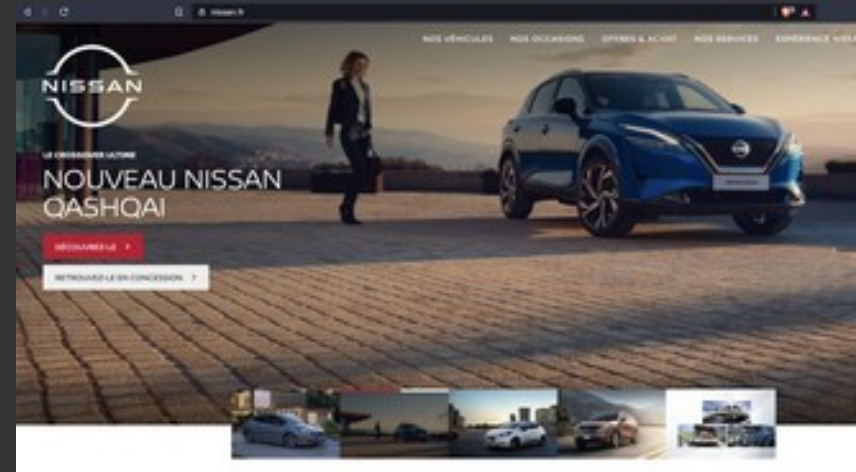 nissan.fr
NOS VÉHICULES NOS OCCASIONS OFFRES & ACHAT NOS SERVICES EXPÉRIENCE
NISSAN
LE CROSSOVER ULTIME
NOUVEAU NISSAN
QASHQAI
DÉCOUVREZ-LE >
RETROUVEZ-LE EN CONCESSION >